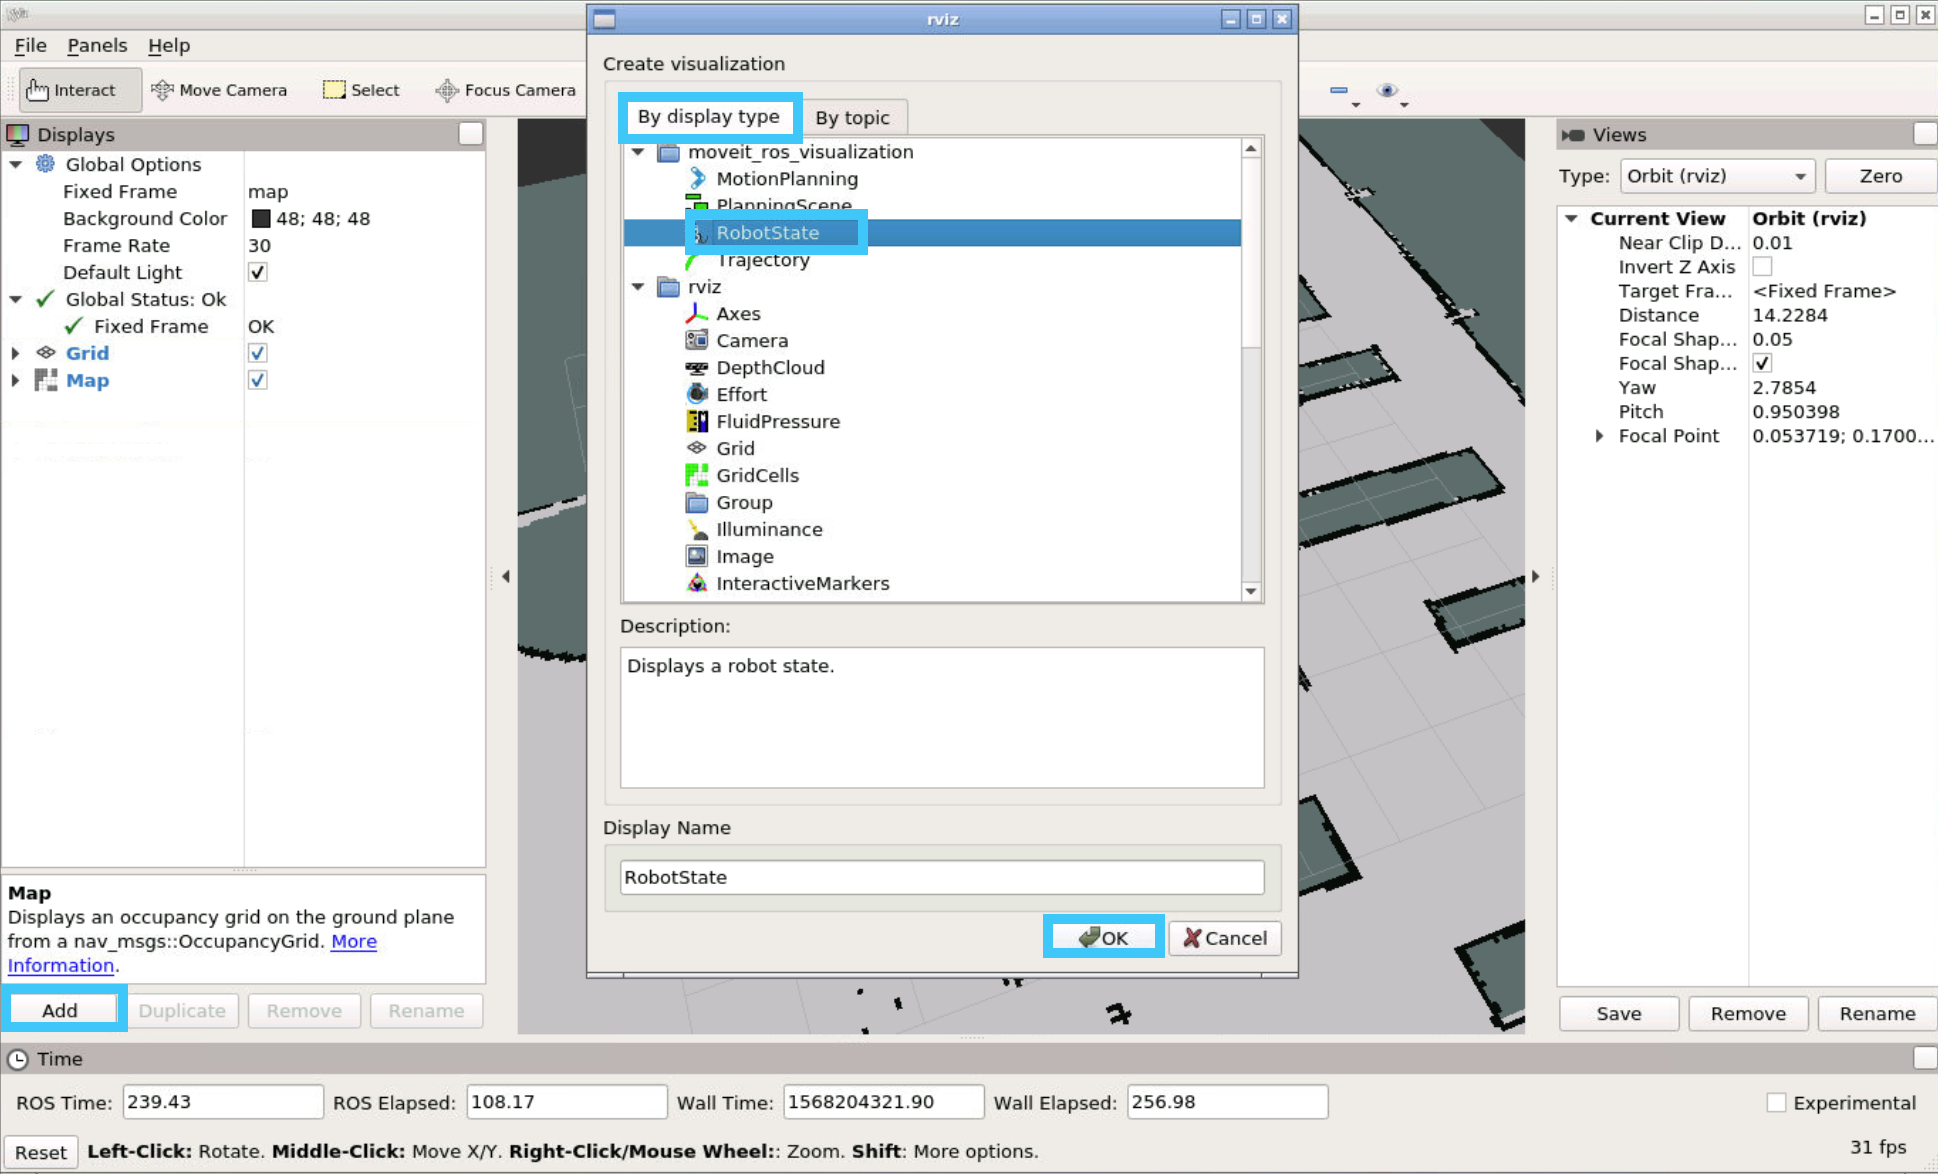 rviz
File Panels Help
Interact Move Camera Select Focus Camera
Displays
Global Options
Fixed Frame map
Background Color 48; 48; 48
Frame Rate 30
Default Light
Global Status: Ok
Fixed Frame OK
Grid
Map
Map
Displays an occupancy grid on the ground plane
from a nav_msgs::OccupancyGrid. More
Information.
Add Duplicate Remove Rename
Create visualization
By display type By topic
moveit_ros_visualization
MotionPlanning
PlanningScene
RobotState
Trajectory
rviz
Axes
Camera
DepthCloud
Effort
FluidPressure
Grid
GridCells
Group
Illuminance
Image
InteractiveMarkers
Description:
Displays a robot state.
Display Name
RobotState
OK Cancel
Views
Type: Orbit (rviz) Zero
Current View Orbit (rviz)
Near Clip D... 0.01
Invert Z Axis
Target Fra... <Fixed Frame>
Distance 14.2284
Focal Shap... 0.05
Focal Shap...
Yaw 2.7854
Pitch 0.950398
Focal Point 0.053719; 0.1700...
Save Remove Rename
Time
ROS Time: 239.43 ROS Elapsed: 108.17 Wall Time: 1568204321.90 Wall Elapsed: 256.98 Experimental
Reset Left-Click: Rotate. Middle-Click: Move X/Y. Right-Click/Mouse Wheel:: Zoom. Shift: More options. 31 fps